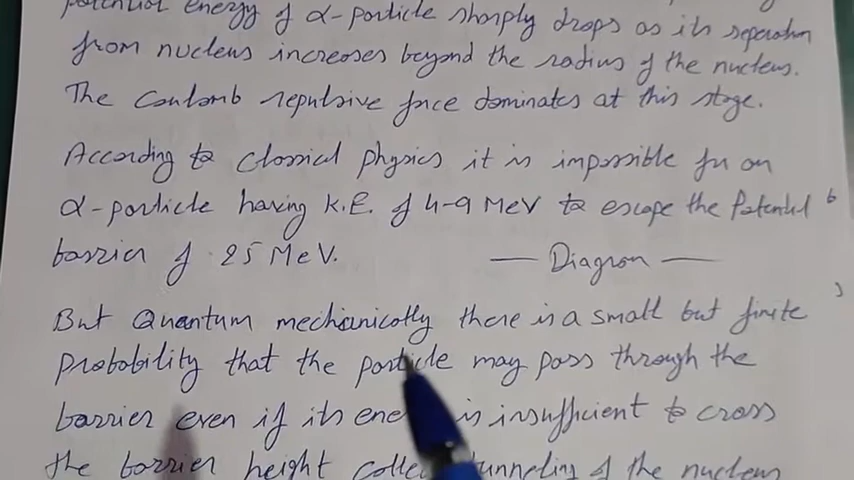 potential energy of α-particle sharply drops as its separation
from nucleus increases beyond the radius of the nucleus.
The Coulomb repulsive force dominates at this stage.
According to classical physics it is impossible for an
α-particle having K.E. of 4-9 MeV to escape the Potential
barrier of 25 MeV.
— Diagram —
But Quantum mechanically there is a small but finite
probability that the particle may pass through the
barrier even if its is insufficient to cross
the barrier height tunneling of the nucleus